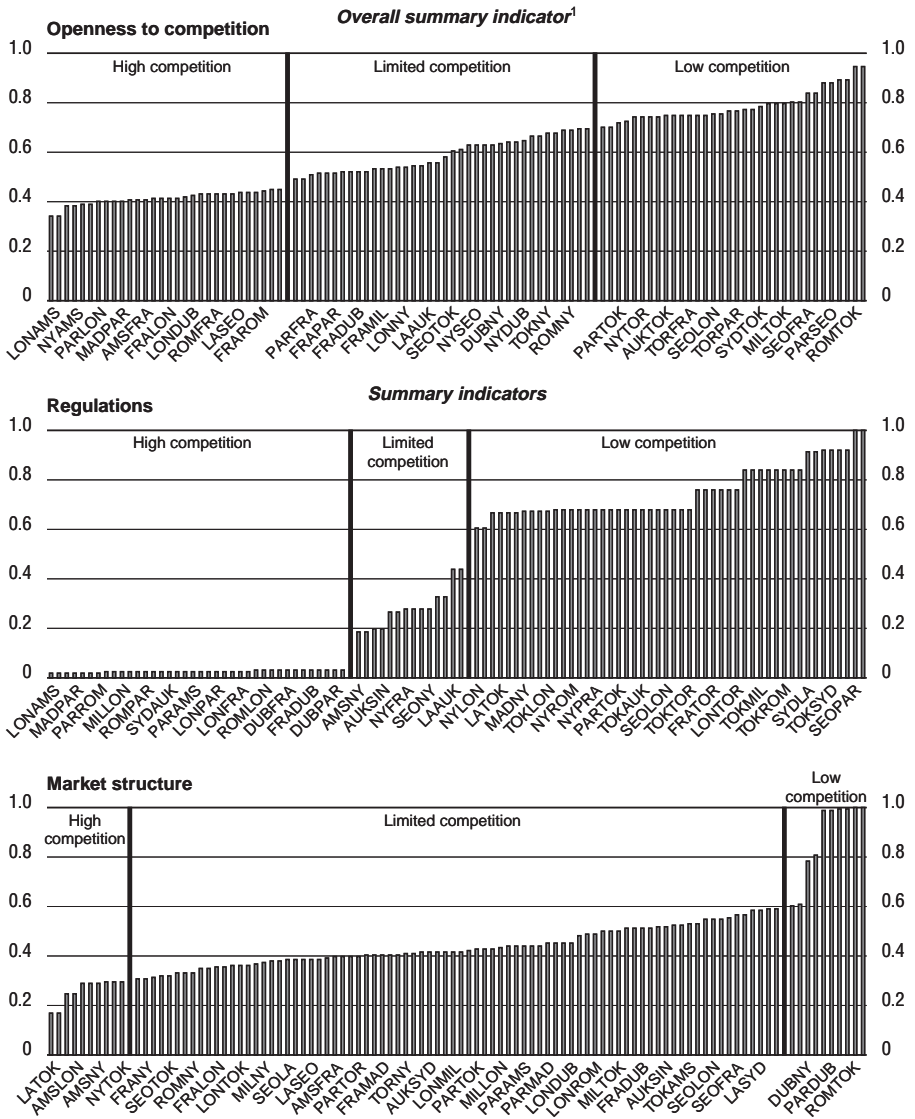 Overall summary indicator1
Openness to competition
1.0 1.0
High competition Limited competition Low competition
0.8 0.8
0.6 0.6
0.4 0.4
0.2 0.2
0 0
LONAMS NYAMS PARLON MADPAR AMSFRA FRALON LONDUB ROMFRA LASEO FRAROM PARFRA FRAPAR FRADUB FRAMIL LONNY LAAUK SEOTOK NYSEO DUBNY NYDUB TOKNY ROMNY PARTOK NYTOR AUKTOK TORFRA SEOLON TORPAR SYDTOK MILTOK SEOFRA PARSEO ROMTOK
Summary indicators
Regulations
1.0 1.0
High competition Limited competition Low competition
0.8 0.8
0.6 0.6
0.4 0.4
0.2 0.2
0 0
LONAMS MADPAR PARROM MILLON ROMPAR SYDAUK PARAMS LONPAR LONFRA ROMLON DUBFRA FRADUB DUBPAR AMSNY AUKSIN NYFRA SEONY LAAUK NYLON LATOK MADNY TOKLON NYROM NYPRA PARTOK TOKAUK SEOLON TOKTOR FRATOR LONTOR TOKMIL TOKROM SYDLA TOKSYD SEOPAR
Market structure
Low competition
1.0 1.0
High competition Limited competition
0.8 0.8
0.6 0.6
0.4 0.4
0.2 0.2
0 0
LATOK AMSLON AMSNY NYTOK FRANY SEOTOK ROMNY FRALON LONTOK MILNY SEOLA LASEO AMSFRA PARTOR FRAMAD TORNY AUKSYD LONMIL PARTOK MILLON PARAMS PARMAD LONDUB LONROM MILTOK FRADUB AUKSIN TOKAMS SEOLON SEOFRA LASYD DUBNY PARDUB ROMTOK